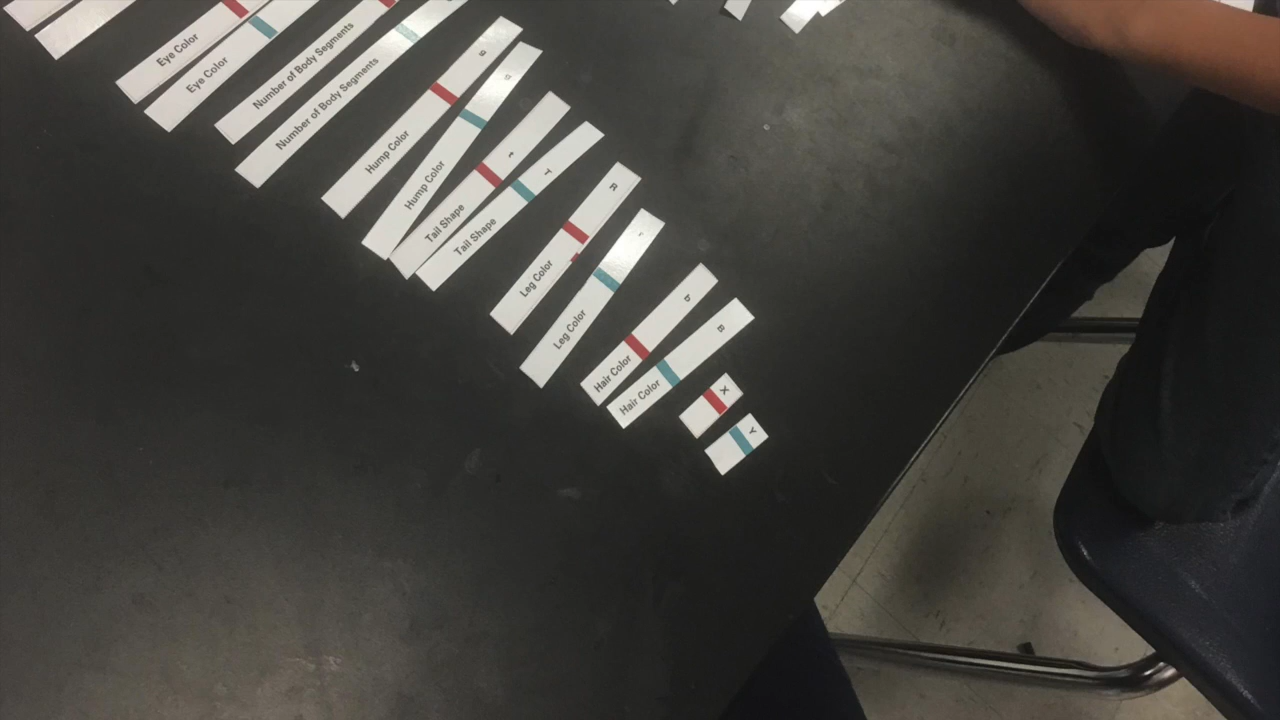 Eye Color
Eye Color
Number of Body Segments
Number of Body Segments
Hump Color g
Hump Color g
Tail Shape t
Tail Shape T
Leg Color R
Leg Color r
Hair Color b
Hair Color B
X
Y